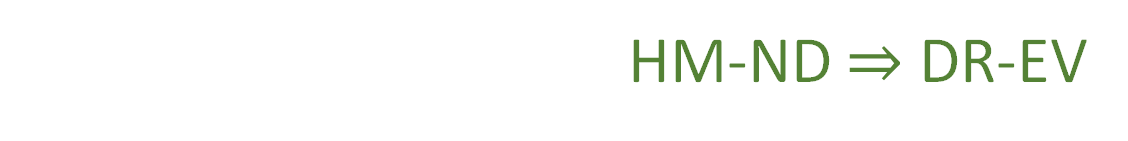 HM-ND ⇒ DR-EV